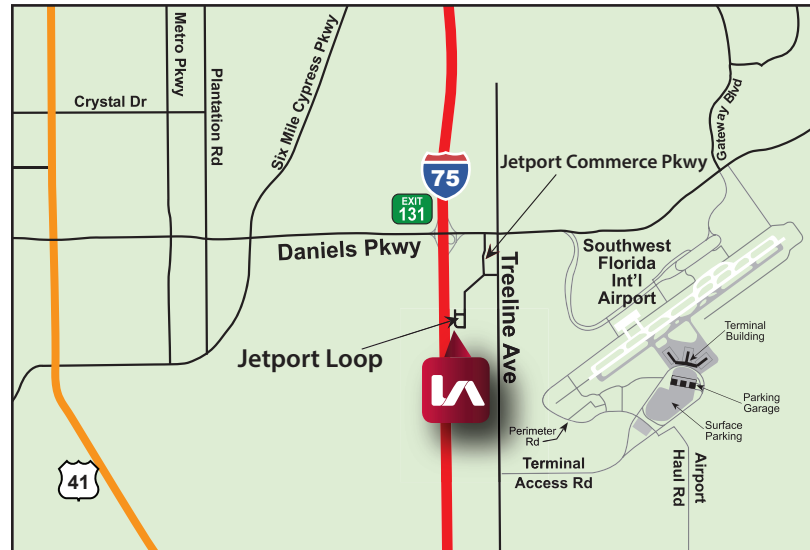 Metro Pkwy
Plantation Rd
Six Mile Cypress Pkwy
Crystal Dr
Gateway Blvd
Jetport Commerce Pkwy
75
EXIT
131
Daniels Pkwy
Treeline Ave
Southwest
Florida
Int'l
Airport
Terminal
Building
Jetport Loop
Parking
Garage
Surface
Parking
Perimeter
Rd
Terminal
Access Rd
Airport
Haul Rd
41